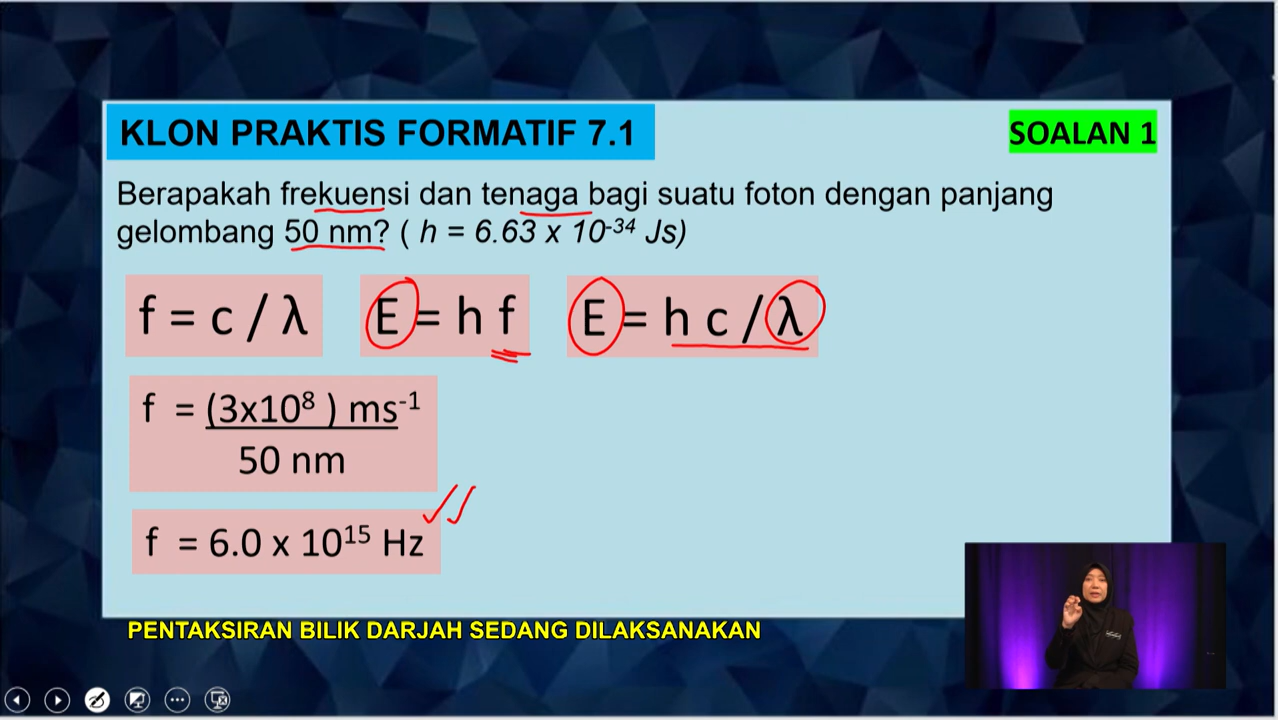 KLON PRAKTIS FORMATIF 7.1
SOALAN 1
Berapakah frekuensi dan tenaga bagi suatu foton dengan panjang
gelombang 50 nm? ( h = 6.63 x 10⁻³⁴ Js)
f = c / λ
E = h f
E = h c / λ
f = (3x10⁸ ) ms⁻¹
50 nm
f = 6.0 x 10¹⁵ Hz
PENTAKSIRAN BILIK DARJAH SEDANG DILAKSANAKAN